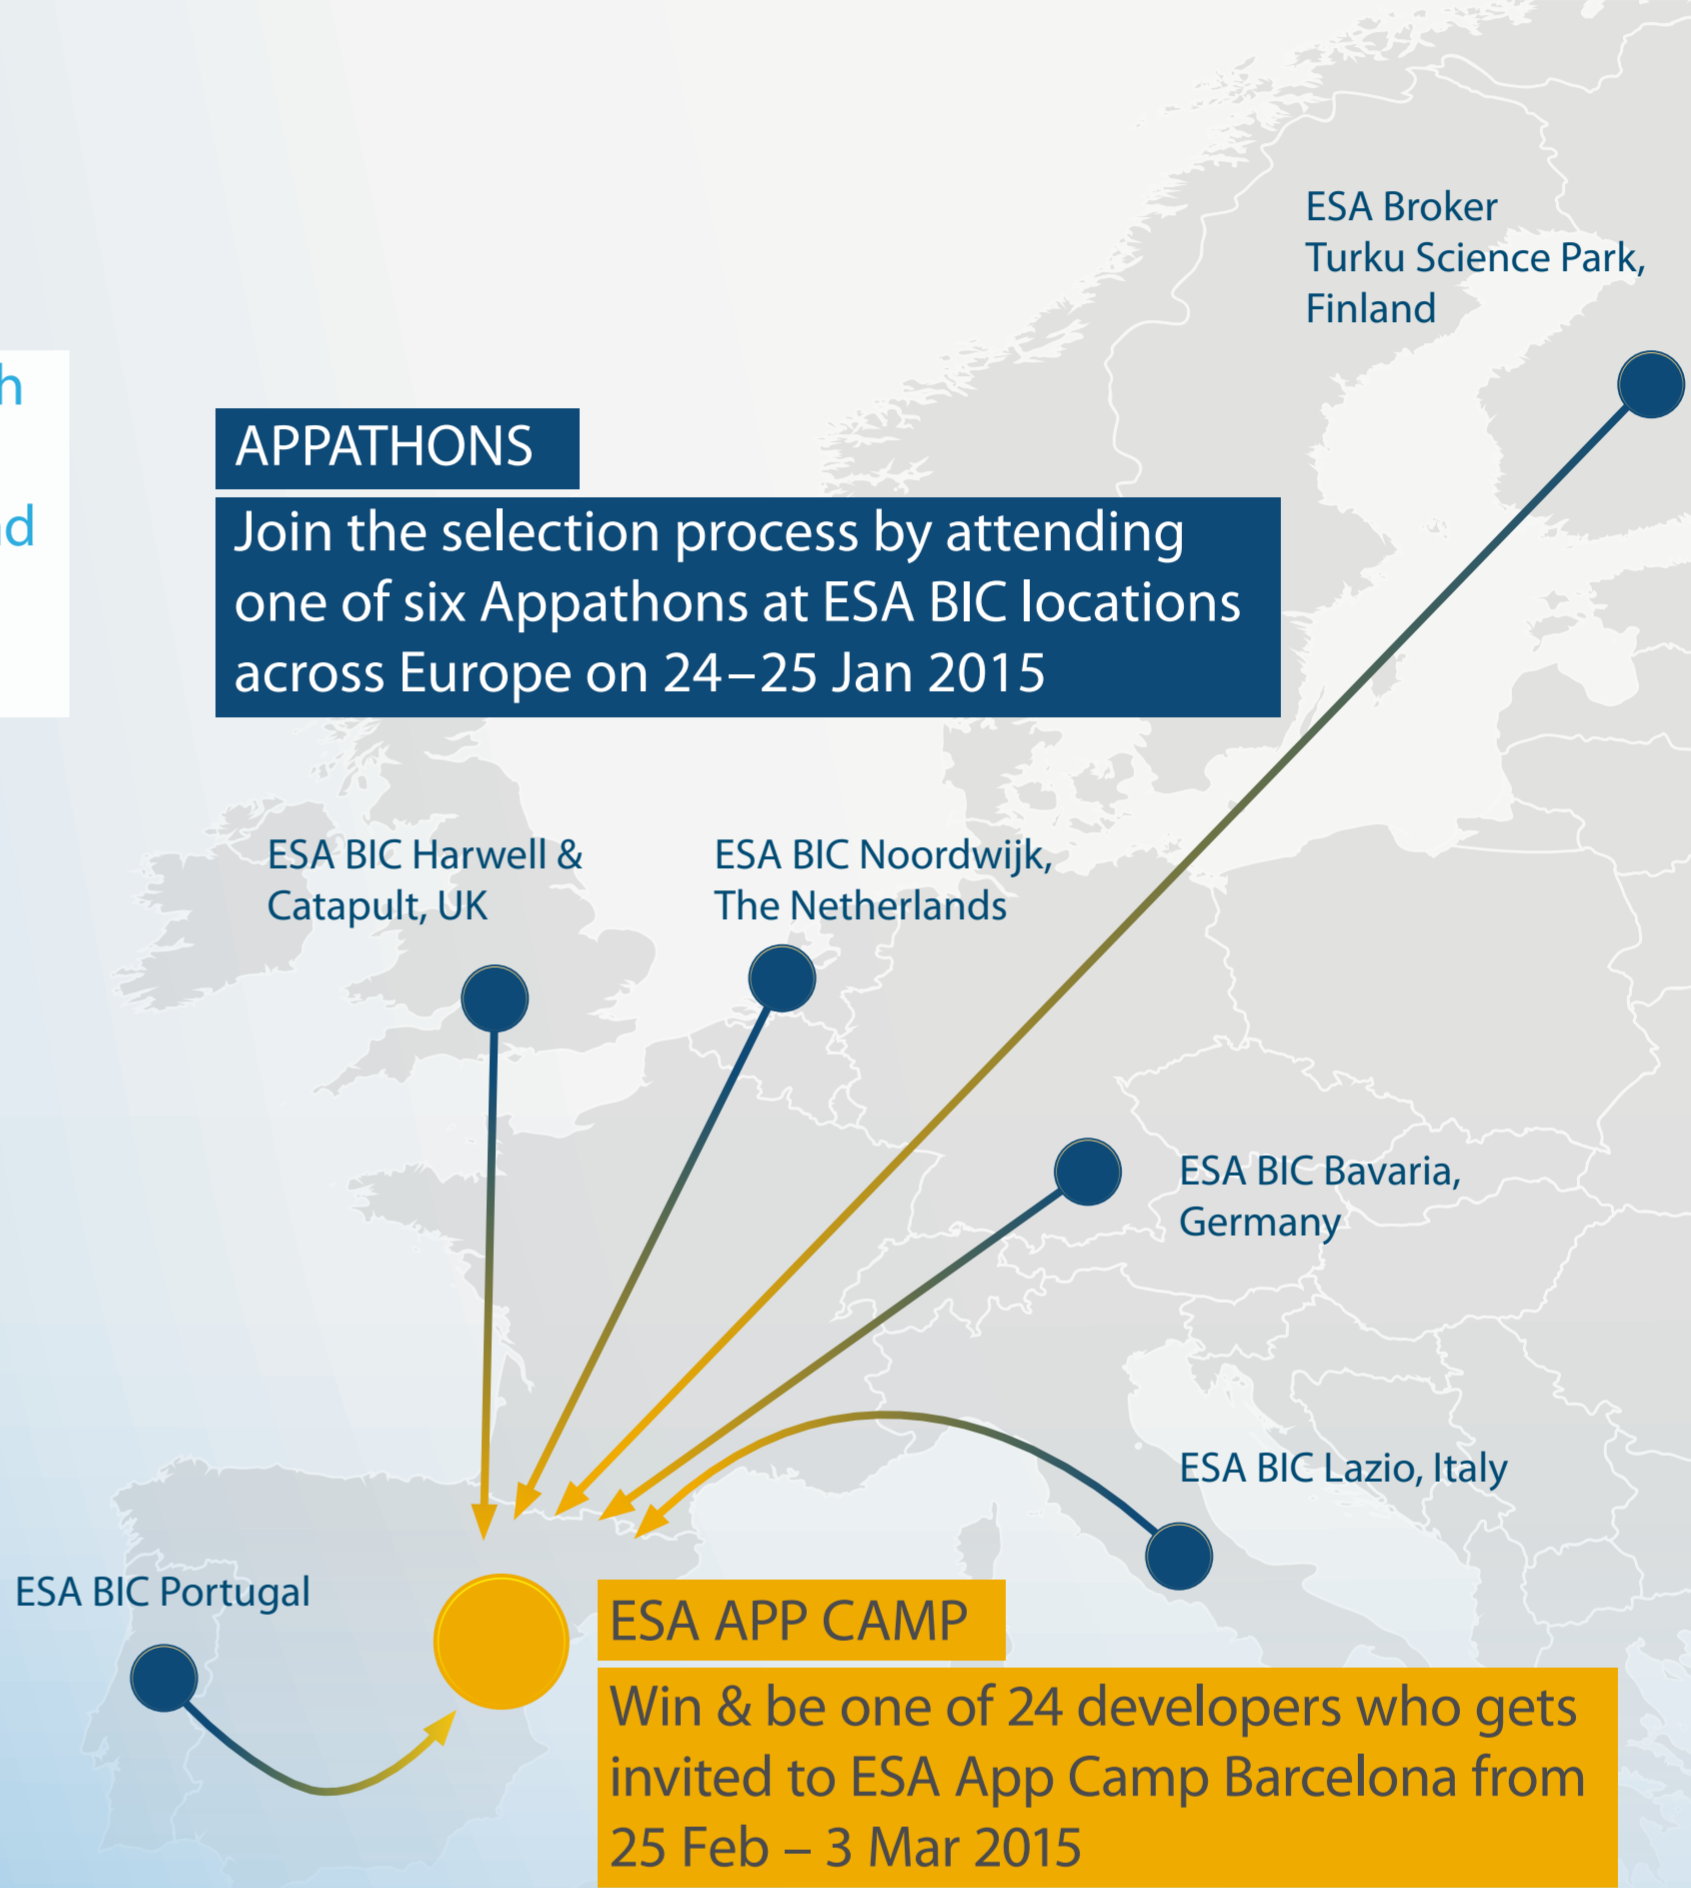 ESA Broker
Turku Science Park,
Finland
h
d
APPATHONS
Join the selection process by attending
one of six Appathons at ESA BIC locations
across Europe on 24–25 Jan 2015
ESA BIC Harwell &
Catapult, UK
ESA BIC Noordwijk,
The Netherlands
ESA BIC Bavaria,
Germany
ESA BIC Lazio, Italy
ESA BIC Portugal
ESA APP CAMP
Win & be one of 24 developers who gets
invited to ESA App Camp Barcelona from
25 Feb – 3 Mar 2015